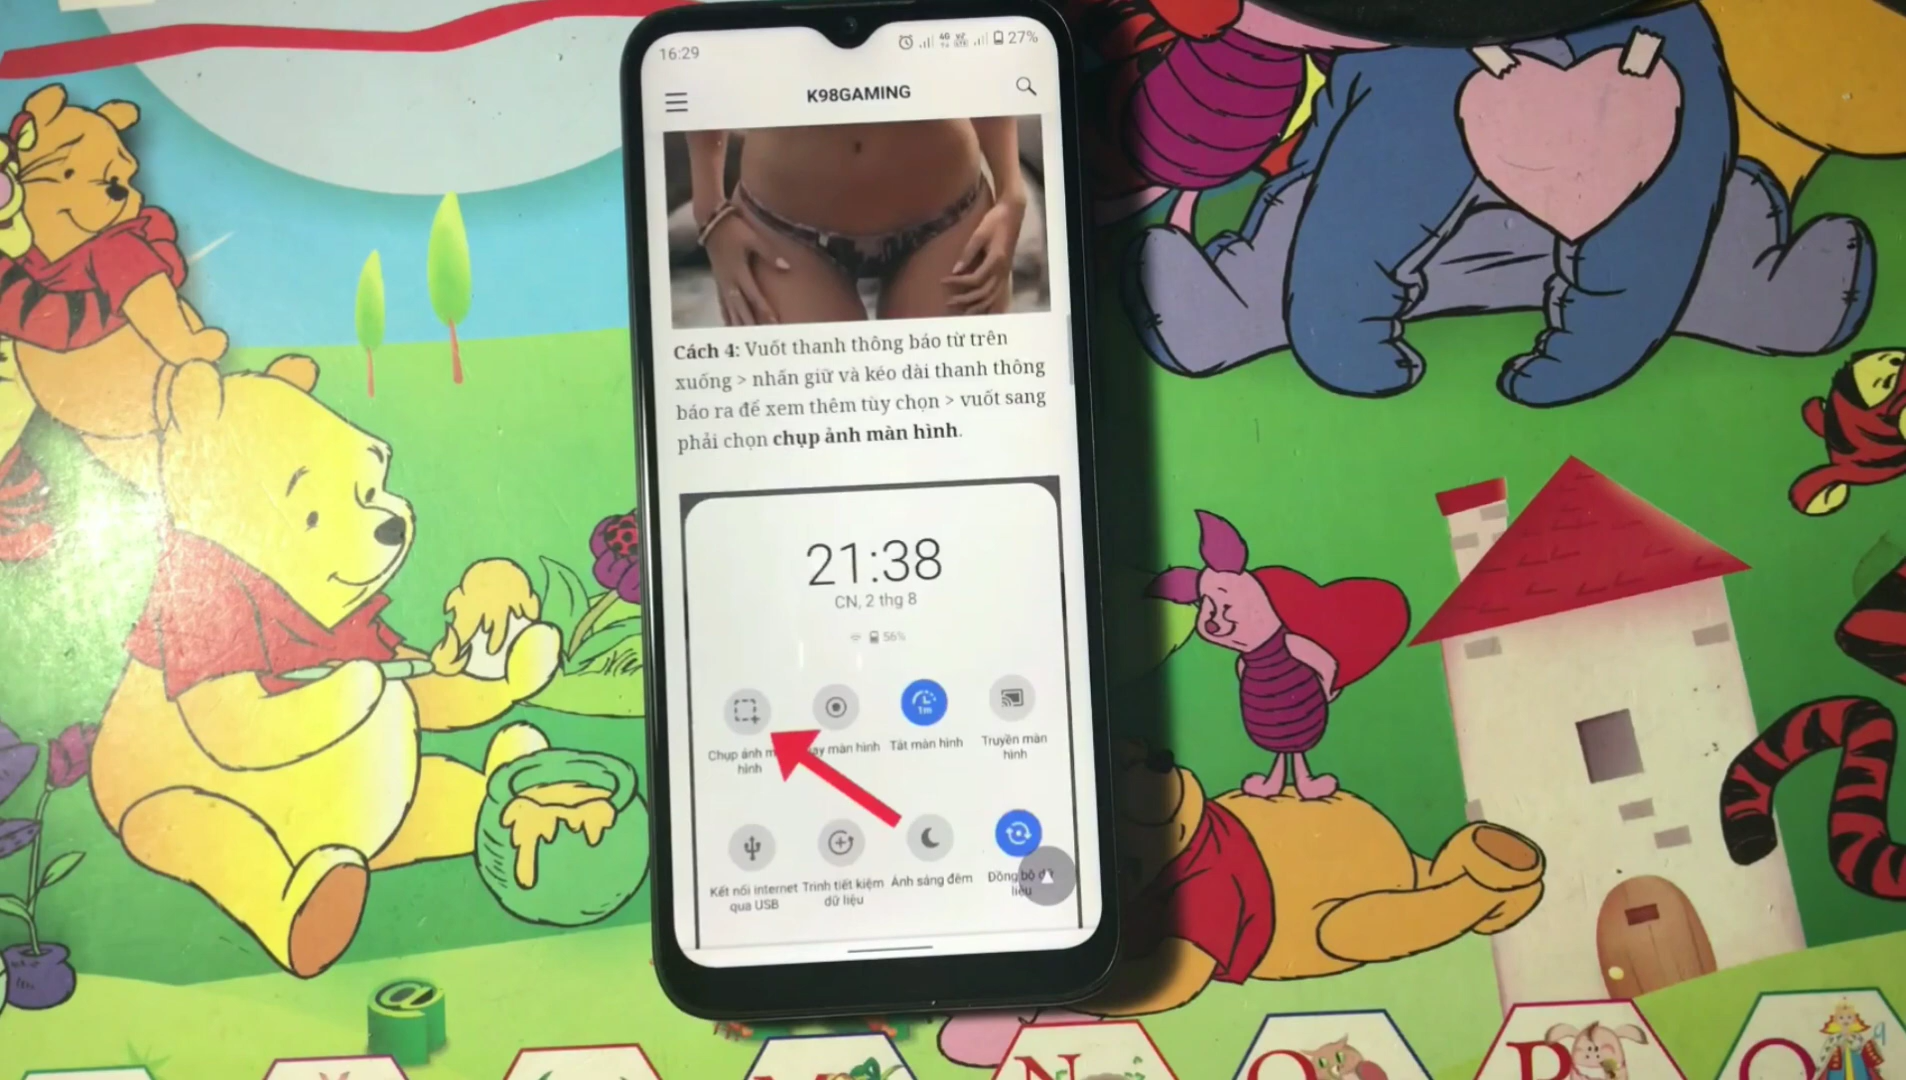 16:29
27%
K98GAMING
Cách 4: Vuốt thanh thông báo từ trên
xuống > nhấn giữ và kéo dài thanh thông
báo ra để xem thêm tùy chọn > vuốt sang
phải chọn chụp ảnh màn hình.
21:38
CN, 2 thg 8
56%
1m
Chụp ảnh
hình
màn hình
Tắt màn hình
Truyền màn
hình
Kết nối internet
qua USB
Trình tiết kiệm
dữ liệu
Ánh sáng đêm
Đồng bộ
liệu
@
N
P